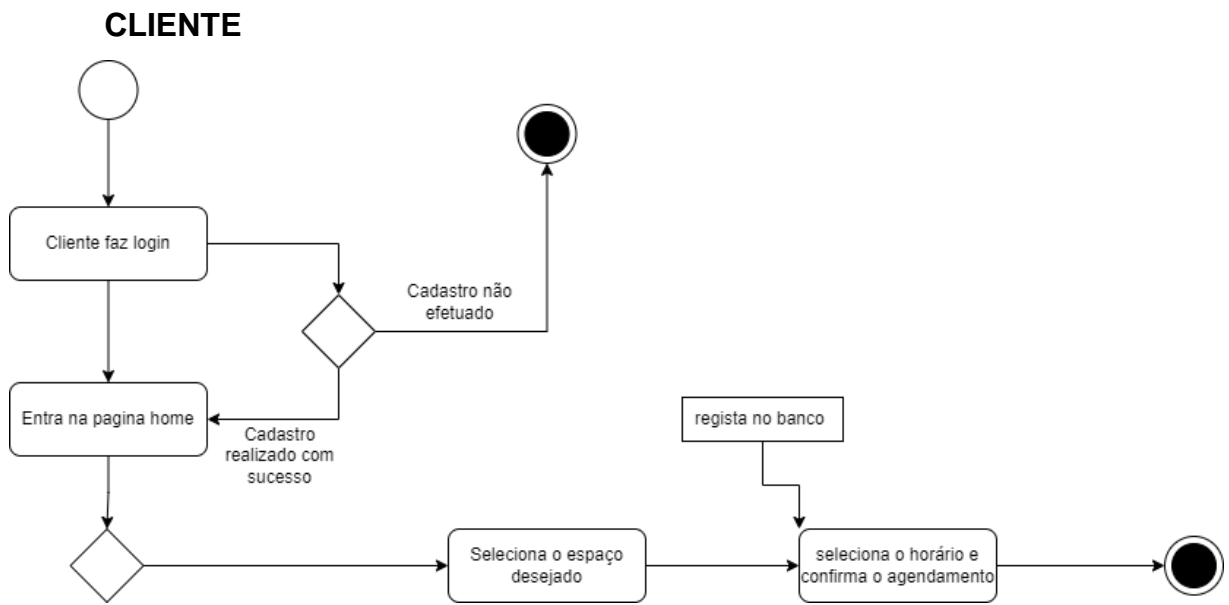 CLIENTE
Cliente faz login
Cadastro não
efetuado
Entra na pagina home
Cadastro
realizado com
sucesso
regista no banco
Seleciona o espaço
desejado
seleciona o horário e
confirma o agendamento